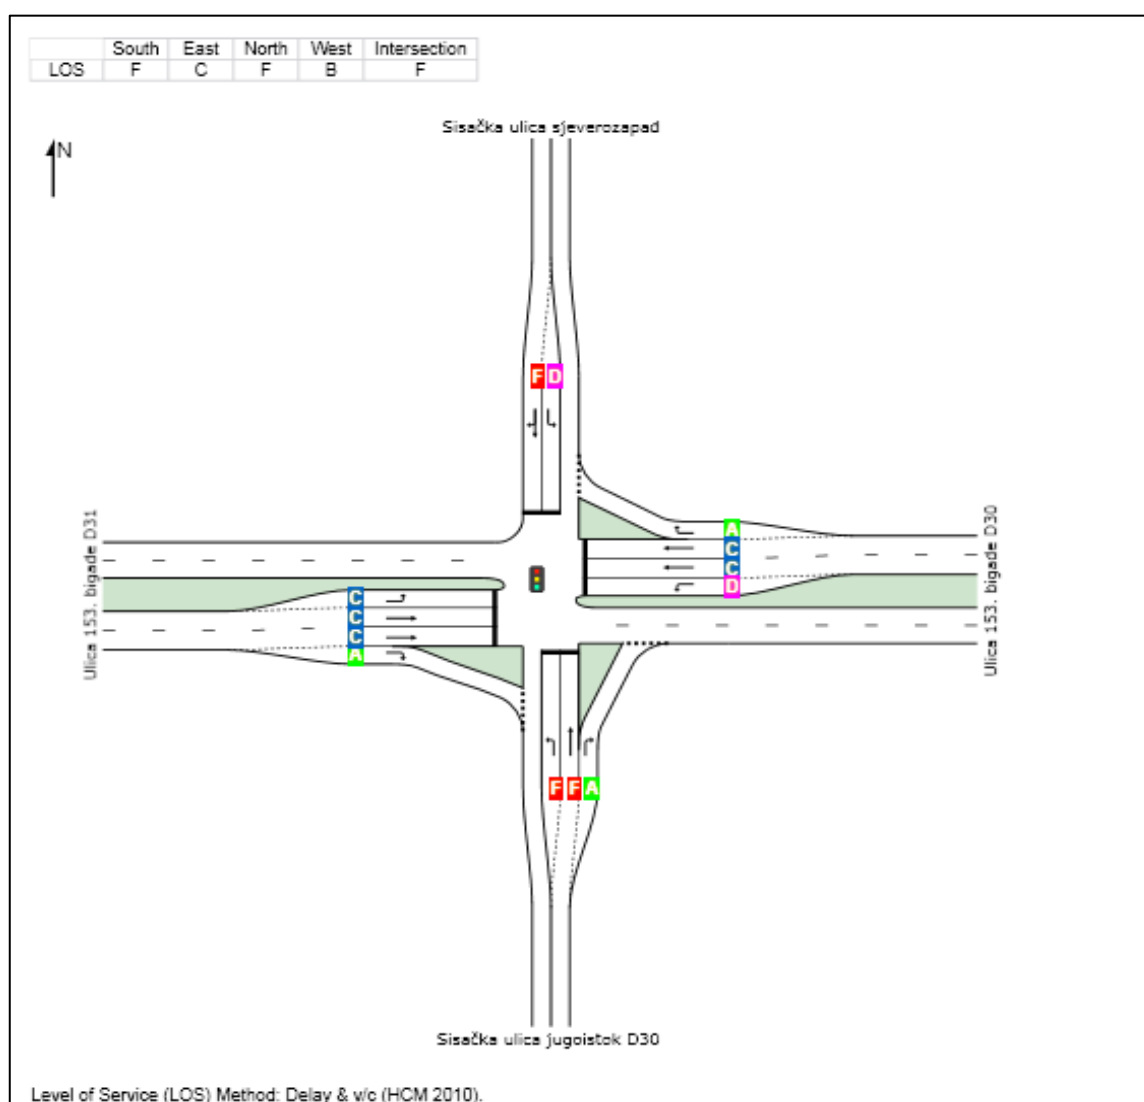 South East North West Intersection
LOS F C F B F
Sisačka ulica sjeverozapad
N
F D
Ulica 153. bigade D31
A
C
C
D
Ulica 153. bigade D30
C
C
C
A
F F A
Sisačka ulica jugoistok D30
Level of Service (LOS) Method: Delay & v/c (HCM 2010).